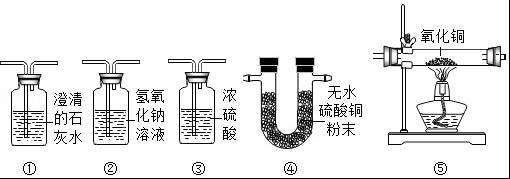 澄清
的石
灰水
①
氢氧
化钠
溶液
②
浓
硫
酸
③
无水
硫酸铜
粉末
④
氧化铜
⑤